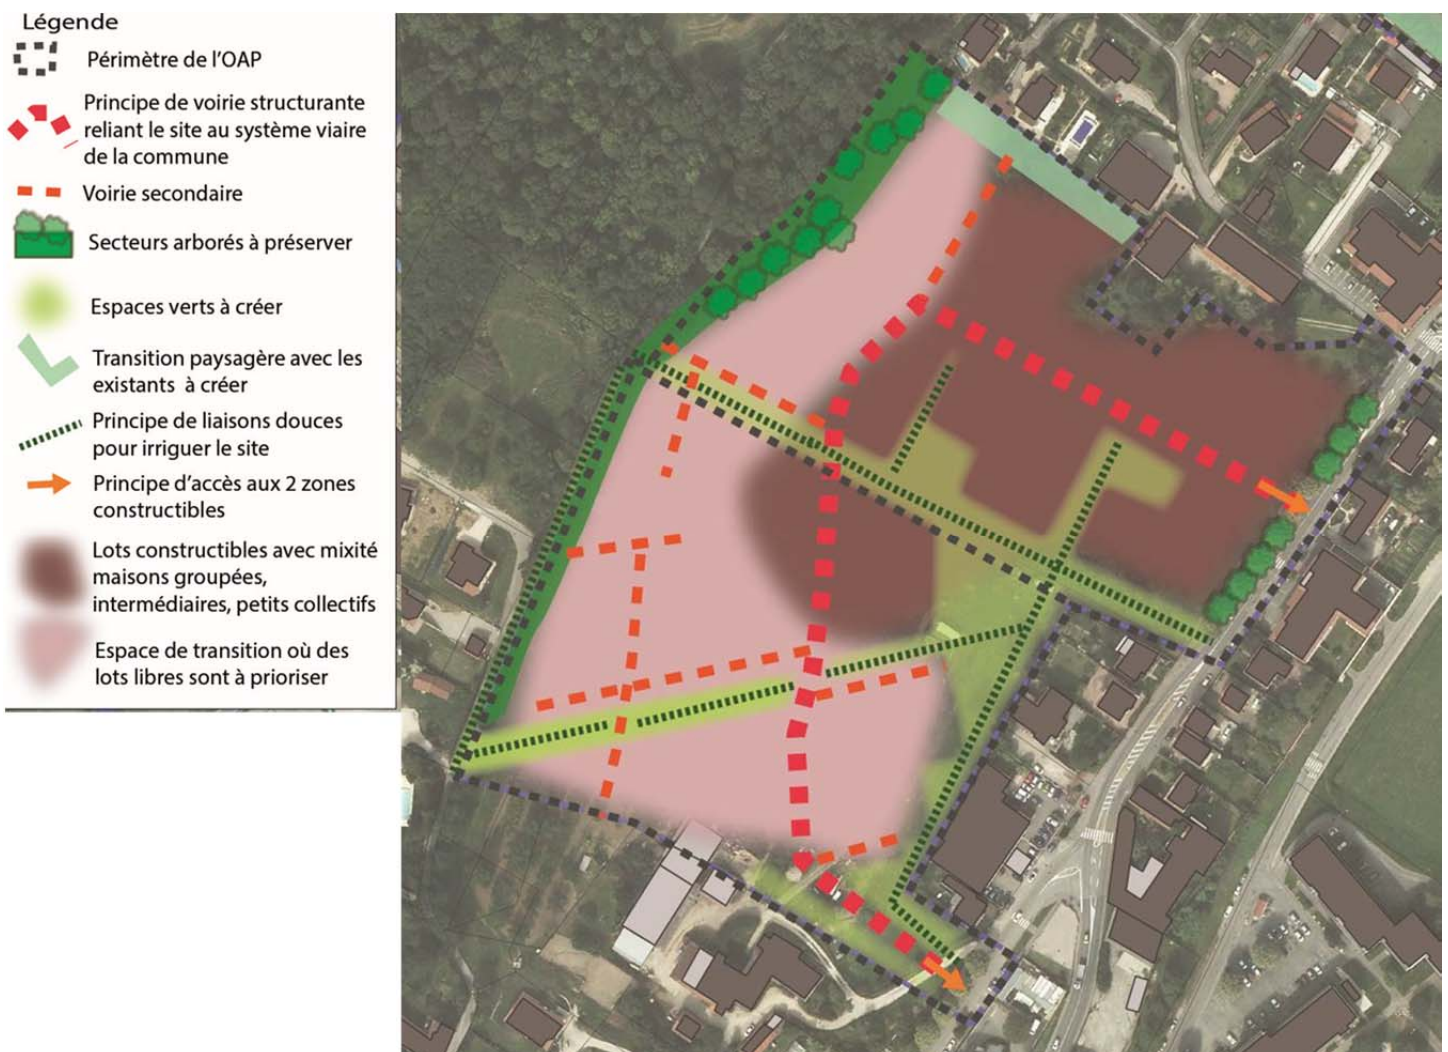 Légende
Périmètre de l'OAP
Principe de voirie structurante
reliant le site au système viaire
de la commune
Voirie secondaire
Secteurs arborés à préserver
Espaces verts à créer
Transition paysagère avec les
existants à créer
Principe de liaisons douces
pour irriguer le site
Principe d'accès aux 2 zones
constructibles
Lots constructibles avec mixité
maisons groupées,
intermédiaires, petits collectifs
Espace de transition où des
lots libres sont à prioriser